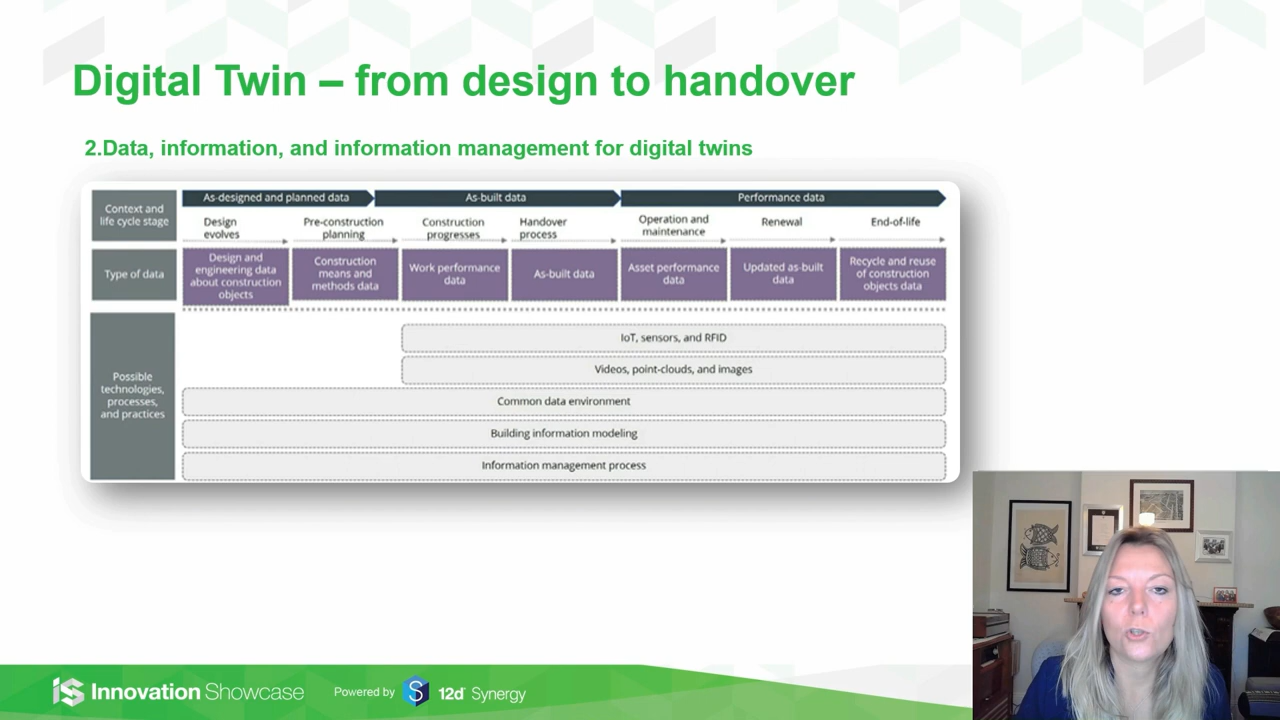 Digital Twin – from design to handover
2.Data, information, and information management for digital twins
Context and
life cycle stage
As-designed and planned data
As-built data
Performance data
Design
evolves
Pre-construction
planning
Construction
progresses
Handover
process
Operation and
maintenance
Renewal
End-of-life
Type of data
Design and
engineering data
about construction
objects
Construction
means and
methods data
Work performance
data
As-built data
Asset performance
data
Updated as-built
data
Recycle and reuse
of construction
objects data
Possible
technologies,
processes,
and practices
IoT, sensors, and RFID
Videos, point-clouds, and images
Common data environment
Building information modeling
Information management process
iS Innovation Showcase
Powered by S 12d Synergy